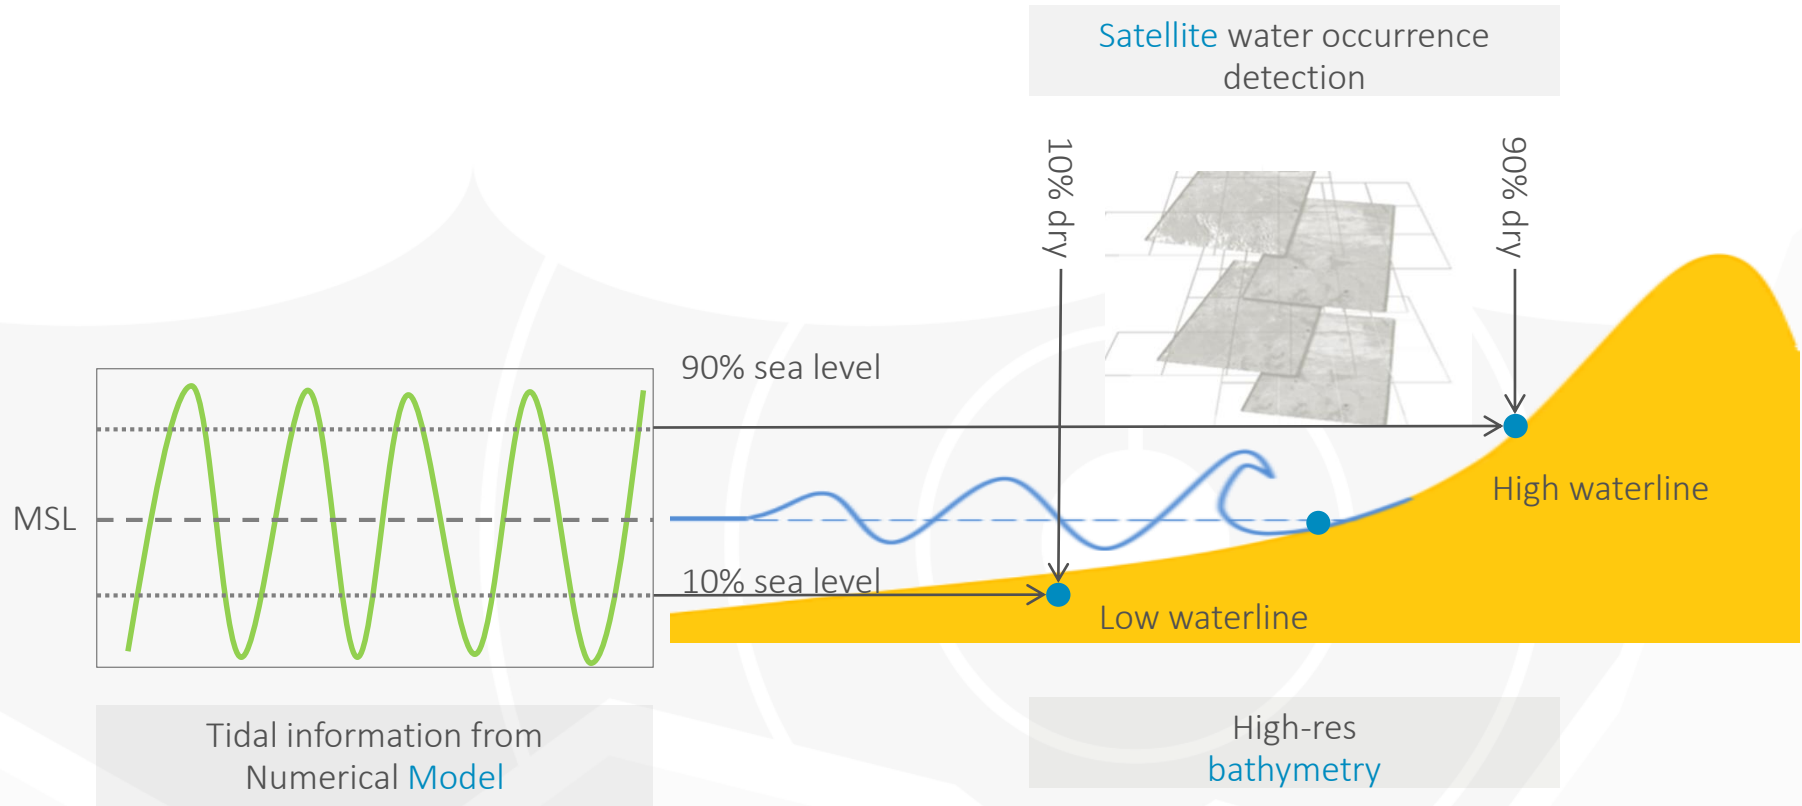 Satellite water occurrence
detection
10% dry
90% dry
90% sea level
MSL
High waterline
10% sea level
Low waterline
Tidal information from
Numerical Model
High-res
bathymetry